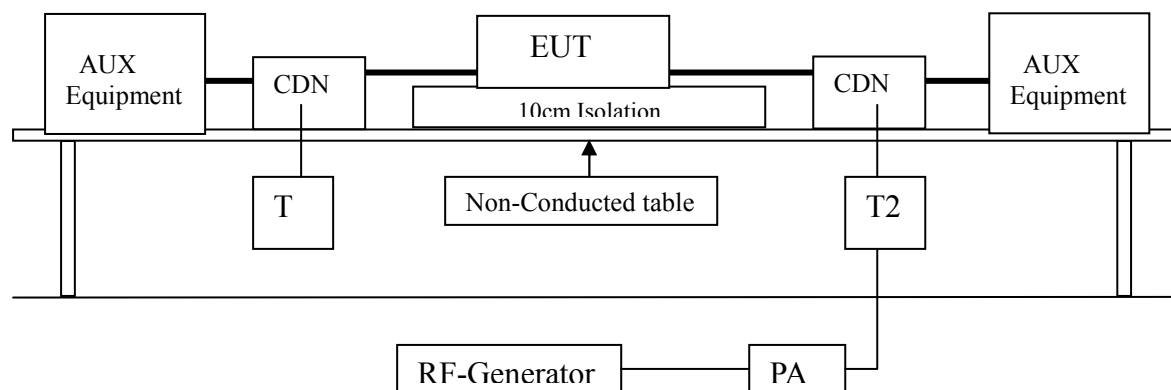 AUX
Equipment
CDN
EUT
10cm Isolation
CDN
AUX
Equipment
T
Non-Conducted table
T2
RF-Generator
PA